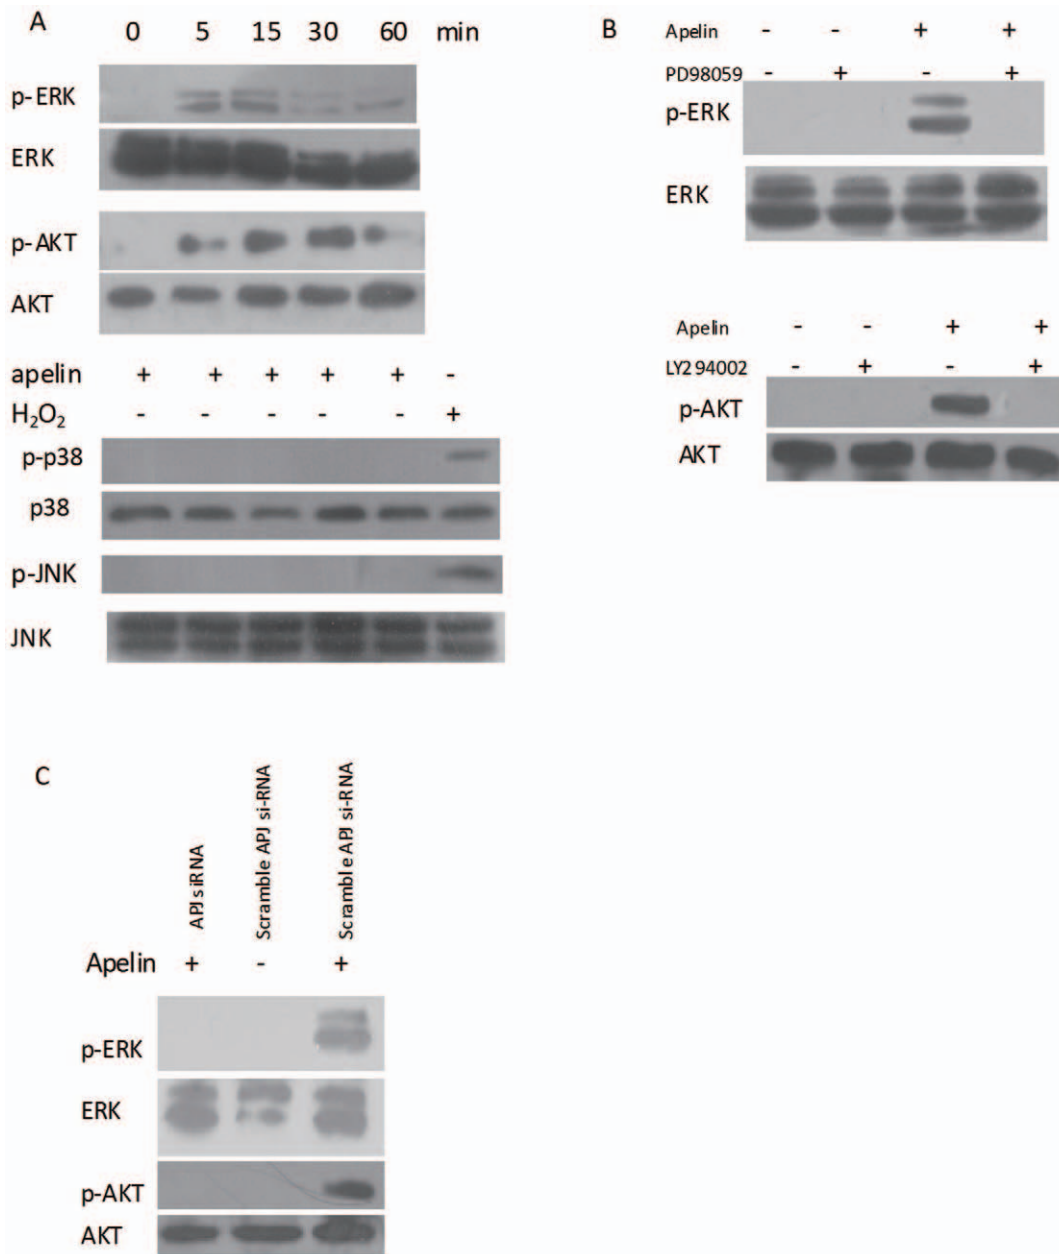 A
0 5 15 30 60 min
p-ERK
ERK
p-AKT
AKT
apelin + + + + + -
H₂O₂ - - - - - +
p-p38
p38
p-JNK
JNK
B
Apelin - - + +
PD98059 - + - +
p-ERK
ERK
Apelin - - + +
LY294002 - + - +
p-AKT
AKT
C
APJ siRNA
Scramble APJ si-RNA
Scramble APJ si-RNA
Apelin + - +
p-ERK
ERK
p-AKT
AKT